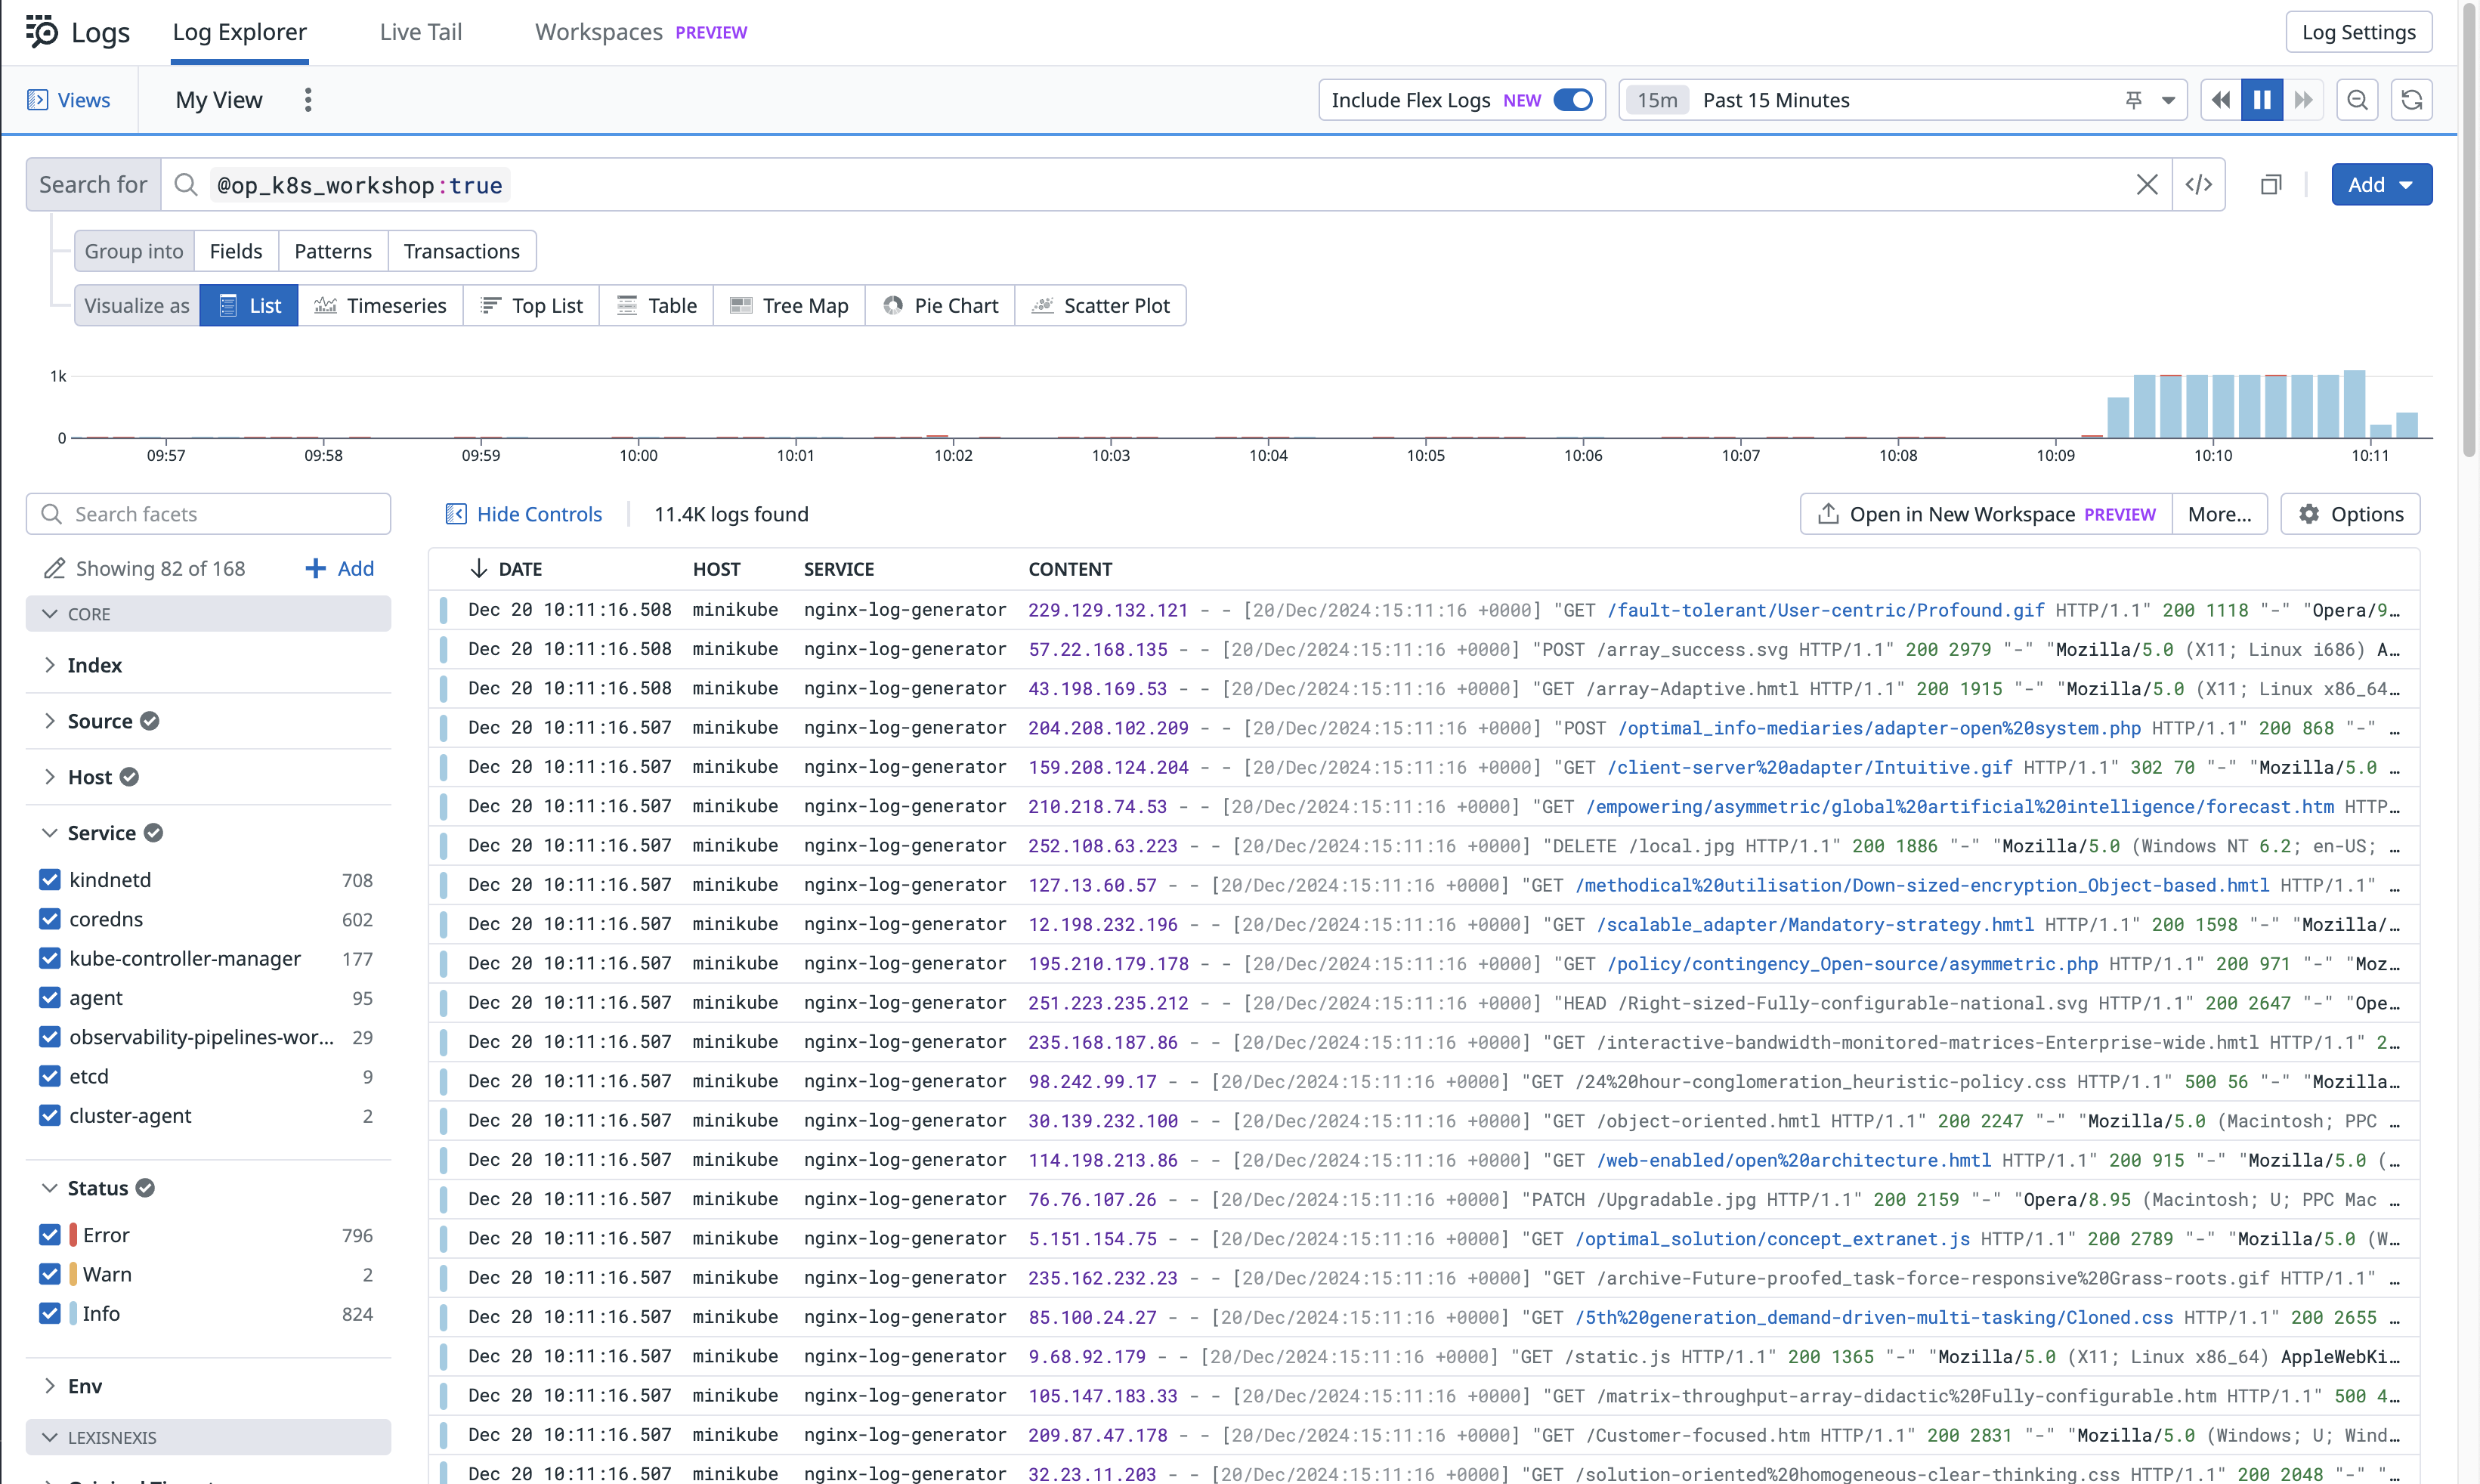 Logs Log Explorer Live Tail Workspaces PREVIEW Log Settings
Views My View Include Flex Logs NEW 15m Past 15 Minutes
Search for @op_k8s_workshop:true </> Add
Group into Fields Patterns Transactions
Visualize as List Timeseries Top List Table Tree Map Pie Chart Scatter Plot
1k
0
09:57 09:58 09:59 10:00 10:01 10:02 10:03 10:04 10:05 10:06 10:07 10:08 10:09 10:10 10:11
Search facets
Showing 82 of 168 Add
CORE
Index
Source
Host
Service
kindnetd 708
coredns 602
kube-controller-manager 177
agent 95
observability-pipelines-wor... 29
etcd 9
cluster-agent 2
Status
Error 796
Warn 2
Info 824
Env
LEXISNEXIS
Hide Controls 11.4K logs found Open in New Workspace PREVIEW More... Options
DATE HOST SERVICE CONTENT
Dec 20 10:11:16.508 minikube nginx-log-generator 229.129.132.121 - - [20/Dec/2024:15:11:16 +0000] "GET /fault-tolerant/User-centric/Profound.gif HTTP/1.1" 200 1118 "-" "Opera/9…
Dec 20 10:11:16.508 minikube nginx-log-generator 57.22.168.135 - - [20/Dec/2024:15:11:16 +0000] "POST /array_success.svg HTTP/1.1" 200 2979 "-" "Mozilla/5.0 (X11; Linux i686) A…
Dec 20 10:11:16.508 minikube nginx-log-generator 43.198.169.53 - - [20/Dec/2024:15:11:16 +0000] "GET /array-Adaptive.hmtl HTTP/1.1" 200 1915 "-" "Mozilla/5.0 (X11; Linux x86_64…
Dec 20 10:11:16.507 minikube nginx-log-generator 204.208.102.209 - - [20/Dec/2024:15:11:16 +0000] "POST /optimal_info-mediaries/adapter-open%20system.php HTTP/1.1" 200 868 "-" …
Dec 20 10:11:16.507 minikube nginx-log-generator 159.208.124.204 - - [20/Dec/2024:15:11:16 +0000] "GET /client-server%20adapter/Intuitive.gif HTTP/1.1" 302 70 "-" "Mozilla/5.0 …
Dec 20 10:11:16.507 minikube nginx-log-generator 210.218.74.53 - - [20/Dec/2024:15:11:16 +0000] "GET /empowering/asymmetric/global%20artificial%20intelligence/forecast.htm HTTP…
Dec 20 10:11:16.507 minikube nginx-log-generator 252.108.63.223 - - [20/Dec/2024:15:11:16 +0000] "DELETE /local.jpg HTTP/1.1" 200 1886 "-" "Mozilla/5.0 (Windows NT 6.2; en-US; …
Dec 20 10:11:16.507 minikube nginx-log-generator 127.13.60.57 - - [20/Dec/2024:15:11:16 +0000] "GET /methodical%20utilisation/Down-sized-encryption_Object-based.hmtl HTTP/1.1" …
Dec 20 10:11:16.507 minikube nginx-log-generator 12.198.232.196 - - [20/Dec/2024:15:11:16 +0000] "GET /scalable_adapter/Mandatory-strategy.hmtl HTTP/1.1" 200 1598 "-" "Mozilla/…
Dec 20 10:11:16.507 minikube nginx-log-generator 195.210.179.178 - - [20/Dec/2024:15:11:16 +0000] "GET /policy/contingency_Open-source/asymmetric.php HTTP/1.1" 200 971 "-" "Moz…
Dec 20 10:11:16.507 minikube nginx-log-generator 251.223.235.212 - - [20/Dec/2024:15:11:16 +0000] "HEAD /Right-sized-Fully-configurable-national.svg HTTP/1.1" 200 2647 "-" "Ope…
Dec 20 10:11:16.507 minikube nginx-log-generator 235.168.187.86 - - [20/Dec/2024:15:11:16 +0000] "GET /interactive-bandwidth-monitored-matrices-Enterprise-wide.hmtl HTTP/1.1" 2…
Dec 20 10:11:16.507 minikube nginx-log-generator 98.242.99.17 - - [20/Dec/2024:15:11:16 +0000] "GET /24%20hour-conglomeration_heuristic-policy.css HTTP/1.1" 500 56 "-" "Mozilla…
Dec 20 10:11:16.507 minikube nginx-log-generator 30.139.232.100 - - [20/Dec/2024:15:11:16 +0000] "GET /object-oriented.hmtl HTTP/1.1" 200 2247 "-" "Mozilla/5.0 (Macintosh; PPC …
Dec 20 10:11:16.507 minikube nginx-log-generator 114.198.213.86 - - [20/Dec/2024:15:11:16 +0000] "GET /web-enabled/open%20architecture.hmtl HTTP/1.1" 200 915 "-" "Mozilla/5.0 (…
Dec 20 10:11:16.507 minikube nginx-log-generator 76.76.107.26 - - [20/Dec/2024:15:11:16 +0000] "PATCH /Upgradable.jpg HTTP/1.1" 200 2159 "-" "Opera/8.95 (Macintosh; U; PPC Mac …
Dec 20 10:11:16.507 minikube nginx-log-generator 5.151.154.75 - - [20/Dec/2024:15:11:16 +0000] "GET /optimal_solution/concept_extranet.js HTTP/1.1" 200 2789 "-" "Mozilla/5.0 (W…
Dec 20 10:11:16.507 minikube nginx-log-generator 235.162.232.23 - - [20/Dec/2024:15:11:16 +0000] "GET /archive-Future-proofed_task-force-responsive%20Grass-roots.gif HTTP/1.1" …
Dec 20 10:11:16.507 minikube nginx-log-generator 85.100.24.27 - - [20/Dec/2024:15:11:16 +0000] "GET /5th%20generation_demand-driven-multi-tasking/Cloned.css HTTP/1.1" 200 2655 …
Dec 20 10:11:16.507 minikube nginx-log-generator 9.68.92.179 - - [20/Dec/2024:15:11:16 +0000] "GET /static.js HTTP/1.1" 200 1365 "-" "Mozilla/5.0 (X11; Linux x86_64) AppleWebKi…
Dec 20 10:11:16.507 minikube nginx-log-generator 105.147.183.33 - - [20/Dec/2024:15:11:16 +0000] "GET /matrix-throughput-array-didactic%20Fully-configurable.htm HTTP/1.1" 500 4…
Dec 20 10:11:16.507 minikube nginx-log-generator 209.87.47.178 - - [20/Dec/2024:15:11:16 +0000] "GET /Customer-focused.htm HTTP/1.1" 200 2831 "-" "Mozilla/5.0 (Windows; U; Wind…
Dec 20 10:11:16.507 minikube nginx-log-generator 32.23.11.203 - - [20/Dec/2024:15:11:16 +0000] "GET /solution-oriented%20homogeneous-clear-thinking.css HTTP/1.1" 200 2048 "-" "…